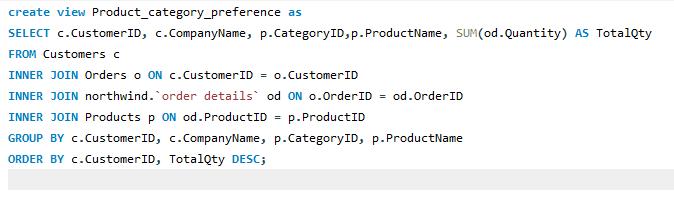 create view Product_category_preference as
SELECT c.CustomerID, c.CompanyName, p.CategoryID,p.ProductName, SUM(od.Quantity) AS TotalQty
FROM Customers c
INNER JOIN Orders o ON c.CustomerID = o.CustomerID
INNER JOIN northwind.`order details` od ON o.OrderID = od.OrderID
INNER JOIN Products p ON od.ProductID = p.ProductID
GROUP BY c.CustomerID, c.CompanyName, p.CategoryID, p.ProductName
ORDER BY c.CustomerID, TotalQty DESC;